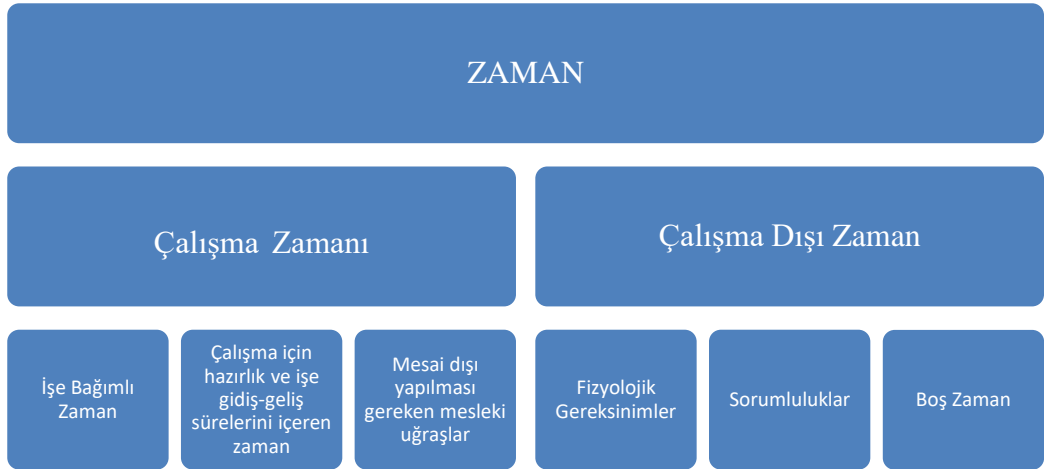 ZAMAN
Çalışma Zamanı
Çalışma Dışı Zaman
İşe Bağımlı
Zaman
Çalışma için
hazırlık ve işe
gidiş-geliş
sürelerini içeren
zaman
Mesai dışı
yapılması
gereken mesleki
uğraşlar
Fizyolojik
Gereksinimler
Sorumluluklar
Boş Zaman